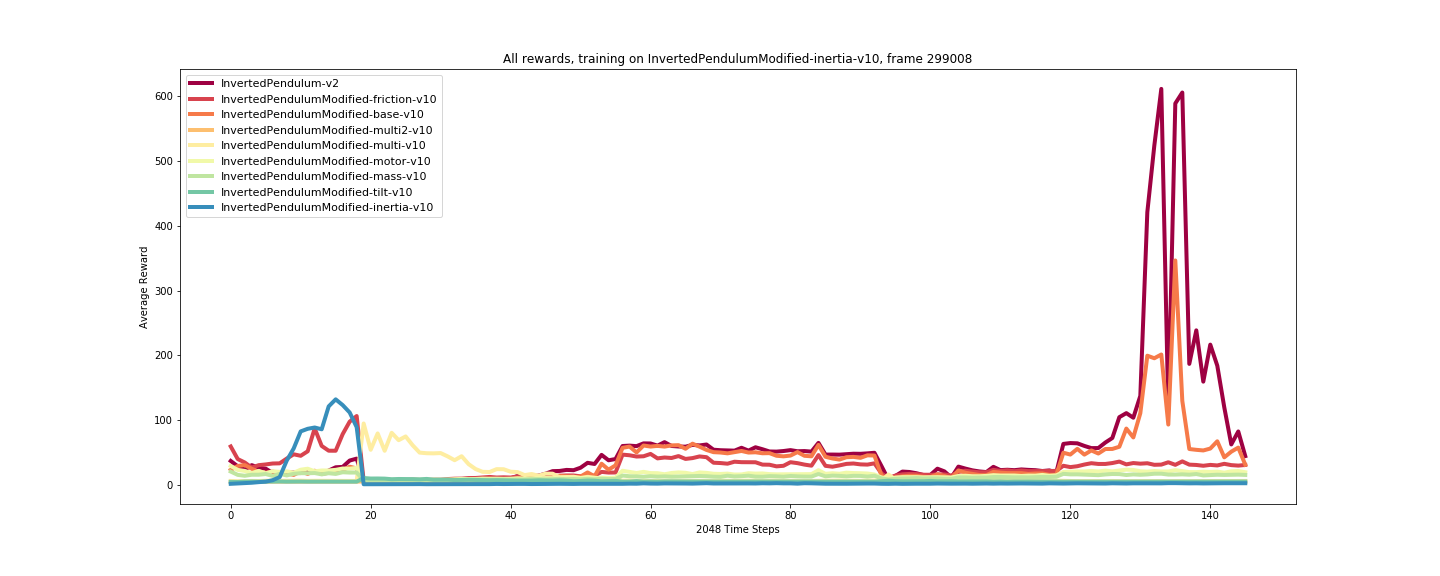 All rewards, training on InvertedPendulumModified-inertia-v10, frame 299008
InvertedPendulum-v2
InvertedPendulumModified-friction-v10
InvertedPendulumModified-base-v10
InvertedPendulumModified-multi2-v10
InvertedPendulumModified-multi-v10
InvertedPendulumModified-motor-v10
InvertedPendulumModified-mass-v10
InvertedPendulumModified-tilt-v10
InvertedPendulumModified-inertia-v10
Average Reward
600
500
400
300
200
100
0
0 20 40 60 80 100 120 140
2048 Time Steps